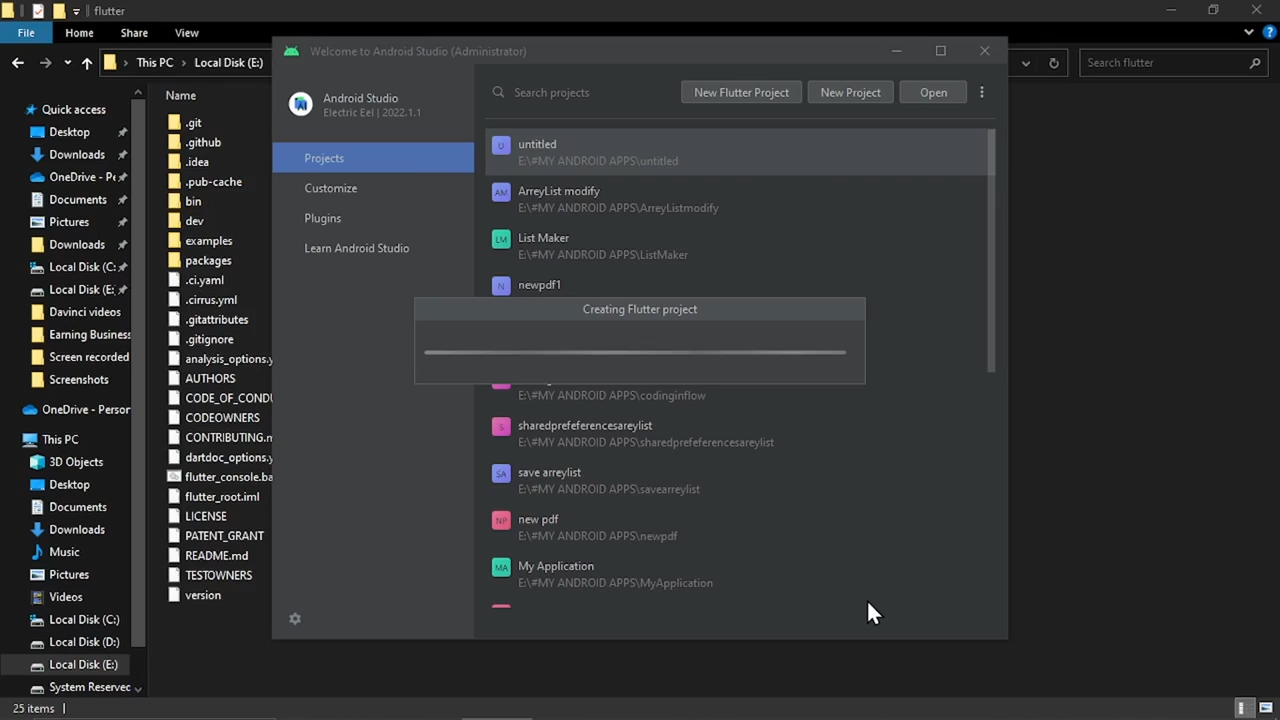 flutter
File
Home
Share
View
This PC
Local Disk (E:)
Search flutter
Quick access
Desktop
Downloads
OneDrive - Pe
Documents
Pictures
Downloads
Local Disk (C:
Local Disk (E:
Davinci videos
Earning Business
Screen recorded
Screenshots
OneDrive - Person
This PC
3D Objects
Desktop
Documents
Downloads
Music
Pictures
Videos
Local Disk (C:)
Local Disk (D:)
Local Disk (E:)
System Reserved
Name
.git
.github
.idea
.pub-cache
bin
dev
examples
packages
.ci.yaml
.cirrus.yml
.gitattributes
.gitignore
analysis_options.y
AUTHORS
CODE_OF_CONDU
CODEOWNERS
CONTRIBUTING.m
dartdoc_options.y
flutter_console.ba
flutter_root.iml
LICENSE
PATENT_GRANT
README.md
TESTOWNERS
version
25 items
Welcome to Android Studio (Administrator)
Android Studio
Electric Eel | 2022.1.1
Projects
Customize
Plugins
Learn Android Studio
Search projects
New Flutter Project
New Project
Open
U
untitled
E:\#MY ANDROID APPS\untitled
AM
ArreyList modify
E:\#MY ANDROID APPS\ArreyListmodify
LM
List Maker
E:\#MY ANDROID APPS\ListMaker
N
newpdf1
Creating Flutter project
E:\#MY ANDROID APPS\codinginflow
S
sharedprefeferencesareylist
E:\#MY ANDROID APPS\sharedprefeferencesareylist
SA
save arreylist
E:\#MY ANDROID APPS\savearreylist
NP
new pdf
E:\#MY ANDROID APPS\newpdf
MA
My Application
E:\#MY ANDROID APPS\MyApplication